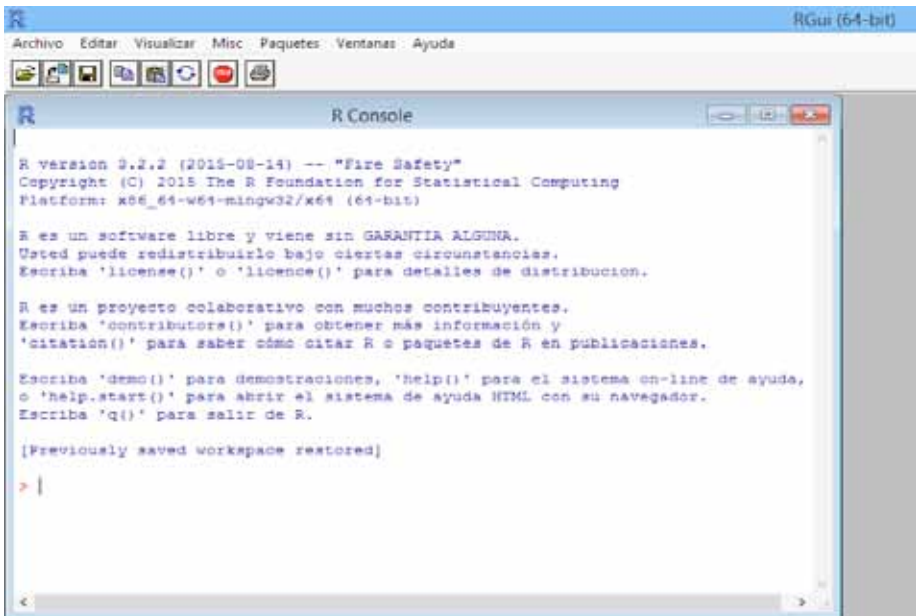 RGui (64-bit)
Archivo Editar Visualizar Misc Paquetes Ventanas Ayuda
R Console
R version 3.2.2 (2015-08-14) -- "Fire Safety"
Copyright (C) 2015 The R Foundation for Statistical Computing
Platform: x86_64-w64-mingw32/x64 (64-bit)
R es un software libre y viene sin GARANTIA ALGUNA.
Usted puede redistribuirlo bajo ciertas circunstancias.
Escriba 'license()' o 'licence()' para detalles de distribucion.
R es un proyecto colaborativo con muchos contribuyentes.
Escriba 'contributors()' para obtener más información y
'citation()' para saber cómo citar R o paquetes de R en publicaciones.
Escriba 'demo()' para demostraciones, 'help()' para el sistema on-line de ayuda,
o 'help.start()' para abrir el sistema de ayuda HTML con su navegador.
Escriba 'q()' para salir de R.
[Previously saved workspace restored]
>